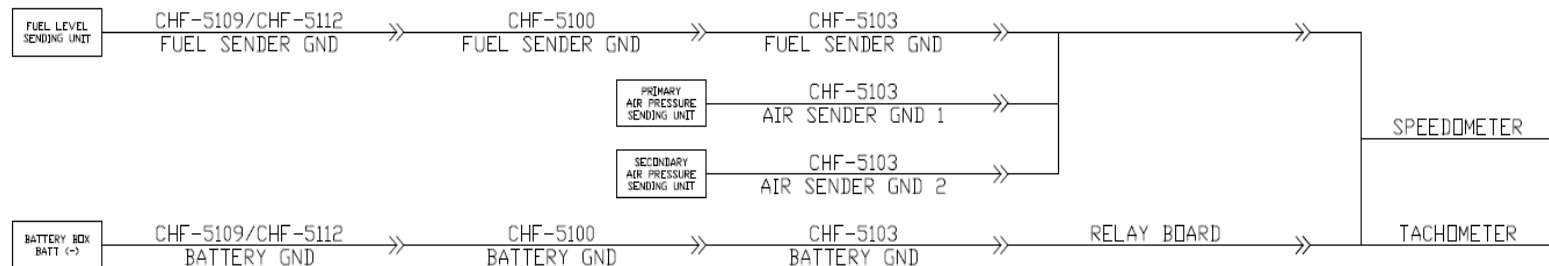 FUEL LEVEL
SENDING UNIT
CHF-5109/CHF-5112
FUEL SENDER GND
CHF-5100
FUEL SENDER GND
CHF-5103
FUEL SENDER GND
PRIMARY
AIR PRESSURE
SENDING UNIT
CHF-5103
AIR SENDER GND 1
SPEEDOMETER
SECONDARY
AIR PRESSURE
SENDING UNIT
CHF-5103
AIR SENDER GND 2
BATTERY BOX
BATT (-)
CHF-5109/CHF-5112
BATTERY GND
CHF-5100
BATTERY GND
CHF-5103
BATTERY GND
RELAY BOARD
TACHOMETER